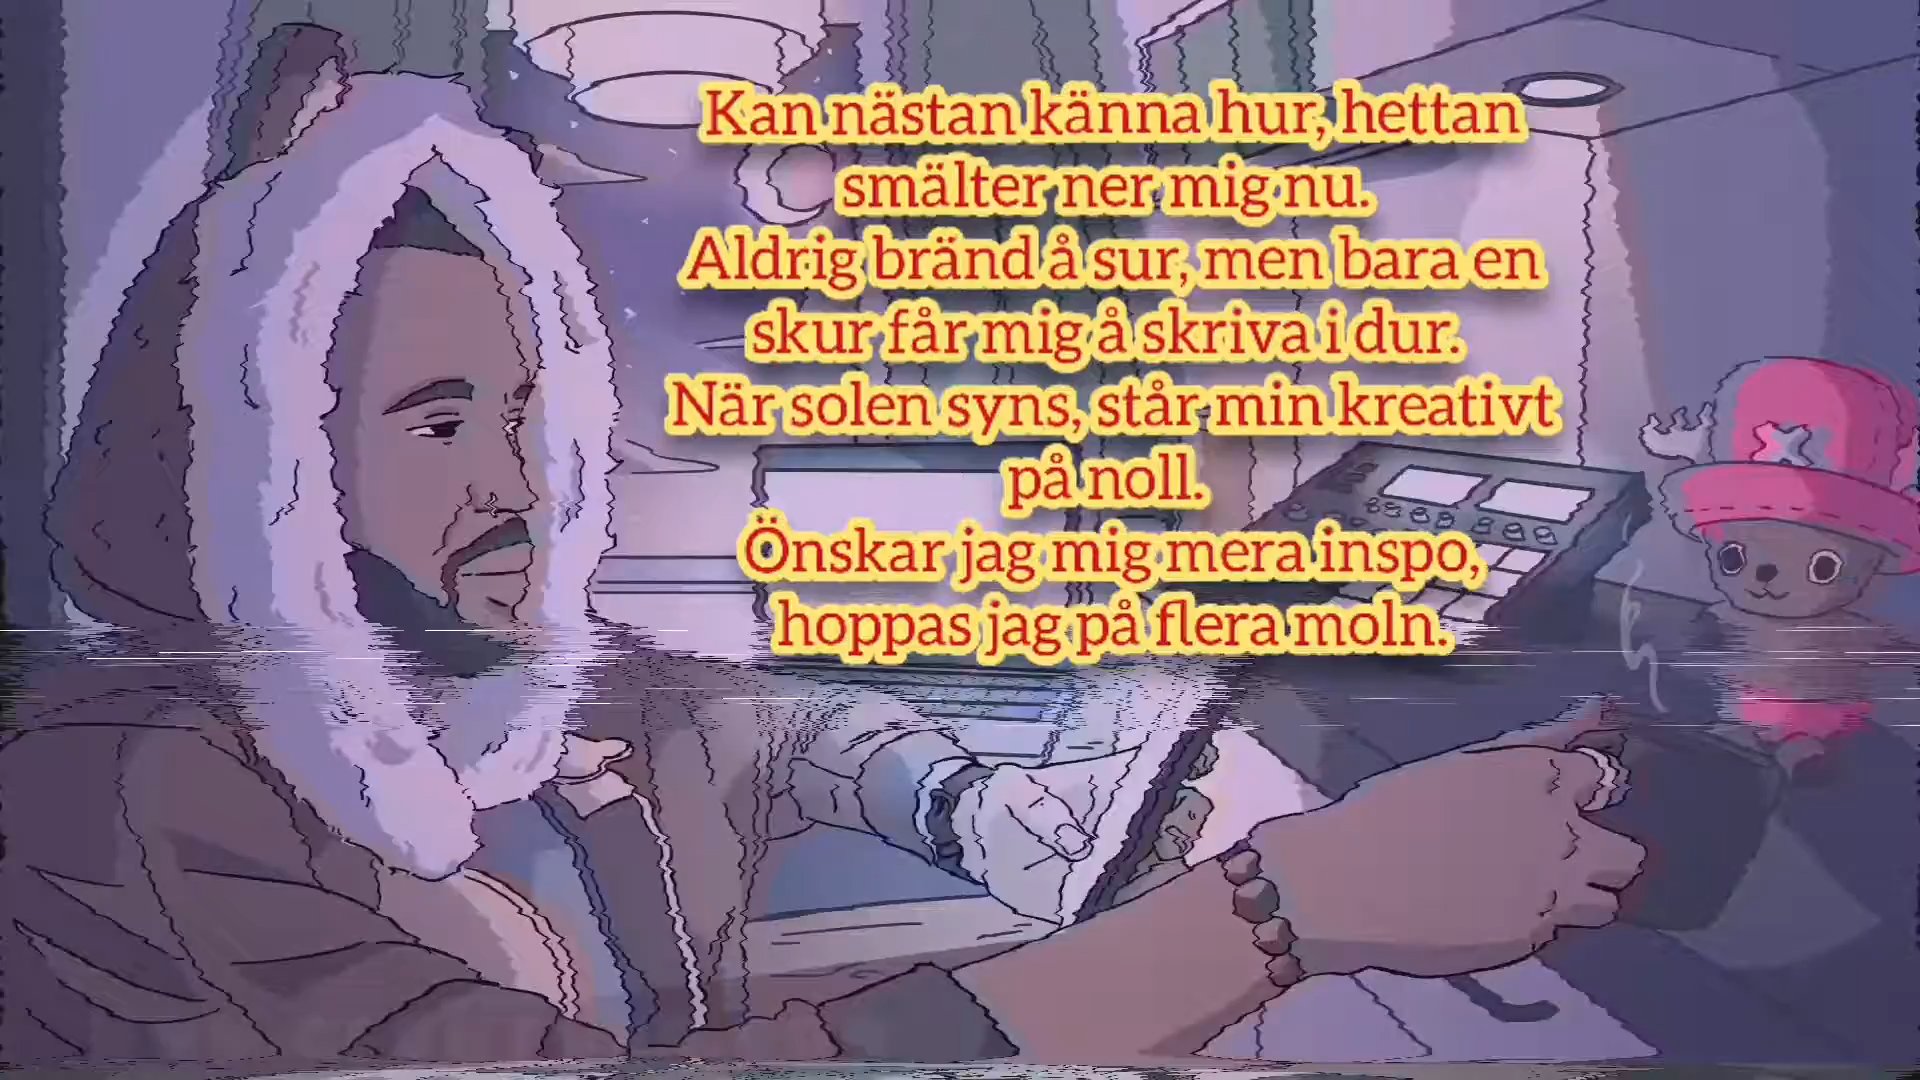 Kan nästan känna hur, hettan
smälter ner mig nu.
Aldrig bränd å sur, men bara en
skur får mig å skriva i dur.
När solen syns, står min kreativt
på noll.
Önskar jag mig mera inspo,
hoppas jag på flera moln.